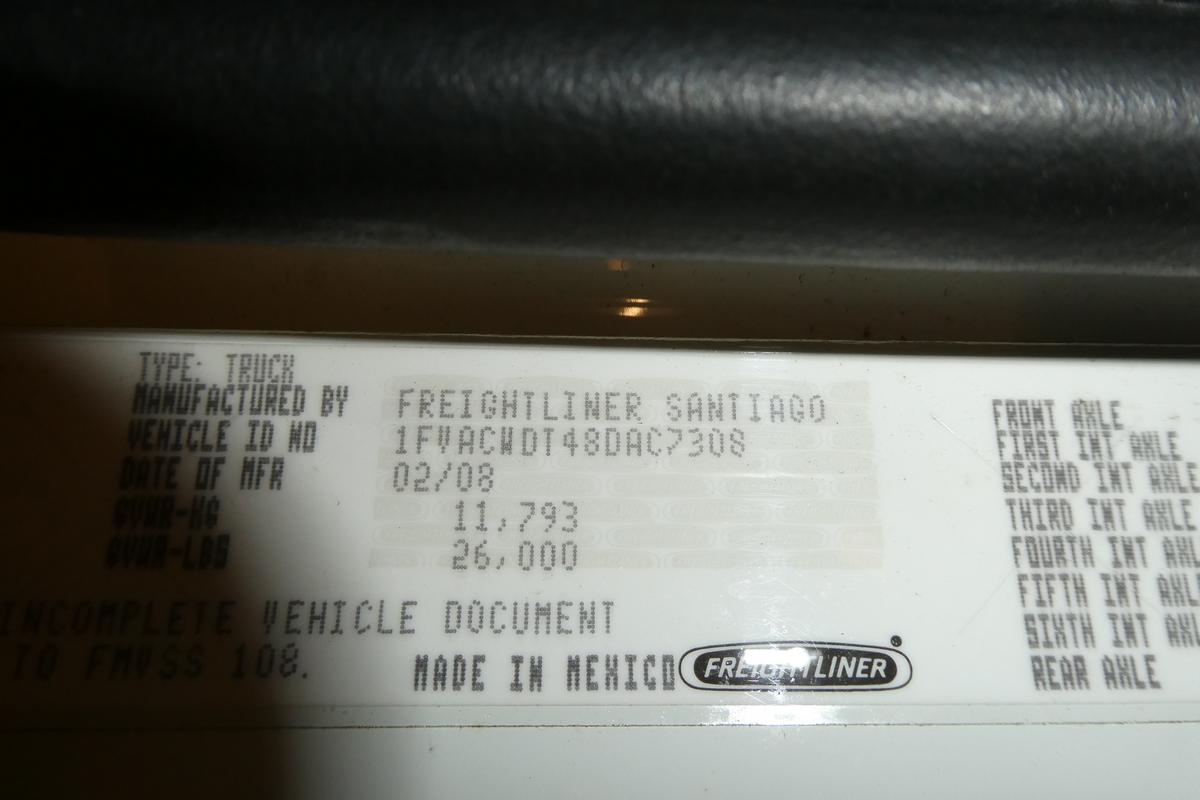 TYPE: TRUCK
MANUFACTURED BY FREIGHTLINER SANTIAGO
VEHICLE ID NO 1FVACWDT48DAC7308
DATE OF MFR 02/08
GVWR-KG 11,793
GVWR-LBS 26,000
INCOMPLETE VEHICLE DOCUMENT
TO FMVSS 108.
MADE IN MEXICO FREIGHTLINER
FRONT AXLE
FIRST INT AXLE
SECOND INT AXLE
THIRD INT AXLE
FOURTH INT AXL
FIFTH INT AXLE
SIXTH INT AX
REAR AXLE